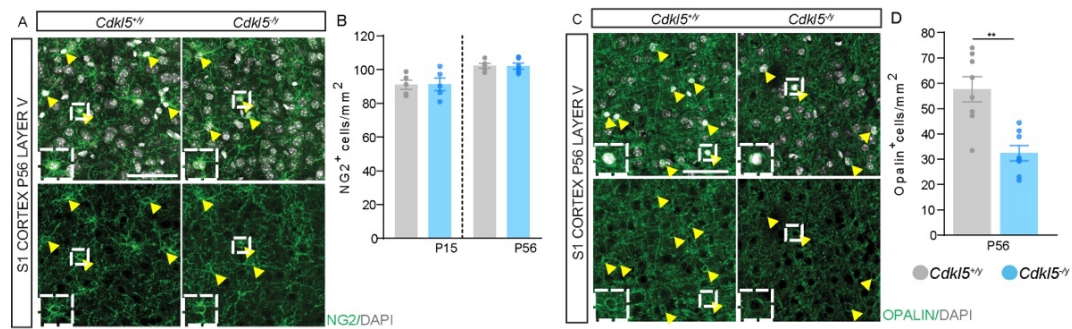 A
Cdkl5+/y
Cdkl5-/y
S1 CORTEX P56 LAYER V
NG2/DAPI
B
NG2+ cells/mm2
120
100
80
60
40
20
0
P15
P56
C
Cdkl5+/y
Cdkl5-/y
S1 CORTEX P56 LAYER V
OPALIN/DAPI
D
Opalin+cells/mm2
80
70
60
50
40
30
20
10
0
**
P56
Cdkl5+/y
Cdkl5-/y